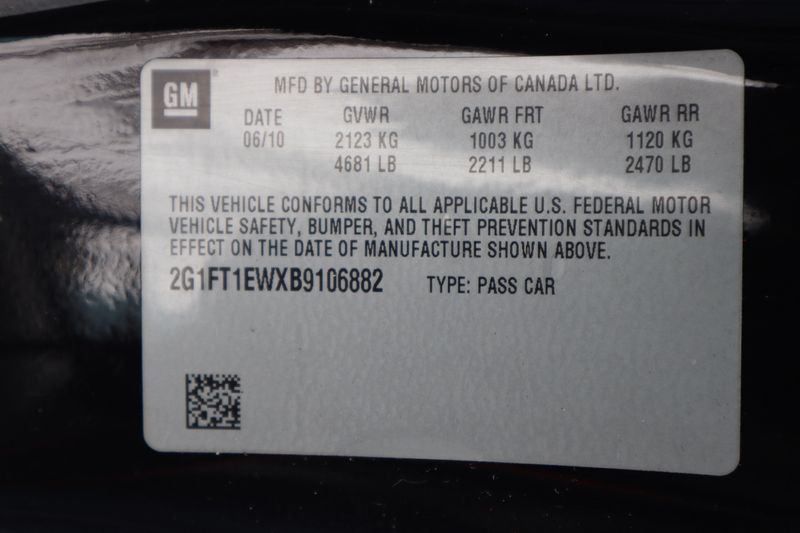 GM
MFD BY GENERAL MOTORS OF CANADA LTD.
DATE GVWR GAWR FRT GAWR RR
06/10 2123 KG 1003 KG 1120 KG
4681 LB 2211 LB 2470 LB
THIS VEHICLE CONFORMS TO ALL APPLICABLE U.S. FEDERAL MOTOR
VEHICLE SAFETY, BUMPER, AND THEFT PREVENTION STANDARDS IN
EFFECT ON THE DATE OF MANUFACTURE SHOWN ABOVE.
2G1FT1EWXB9106882 TYPE: PASS CAR